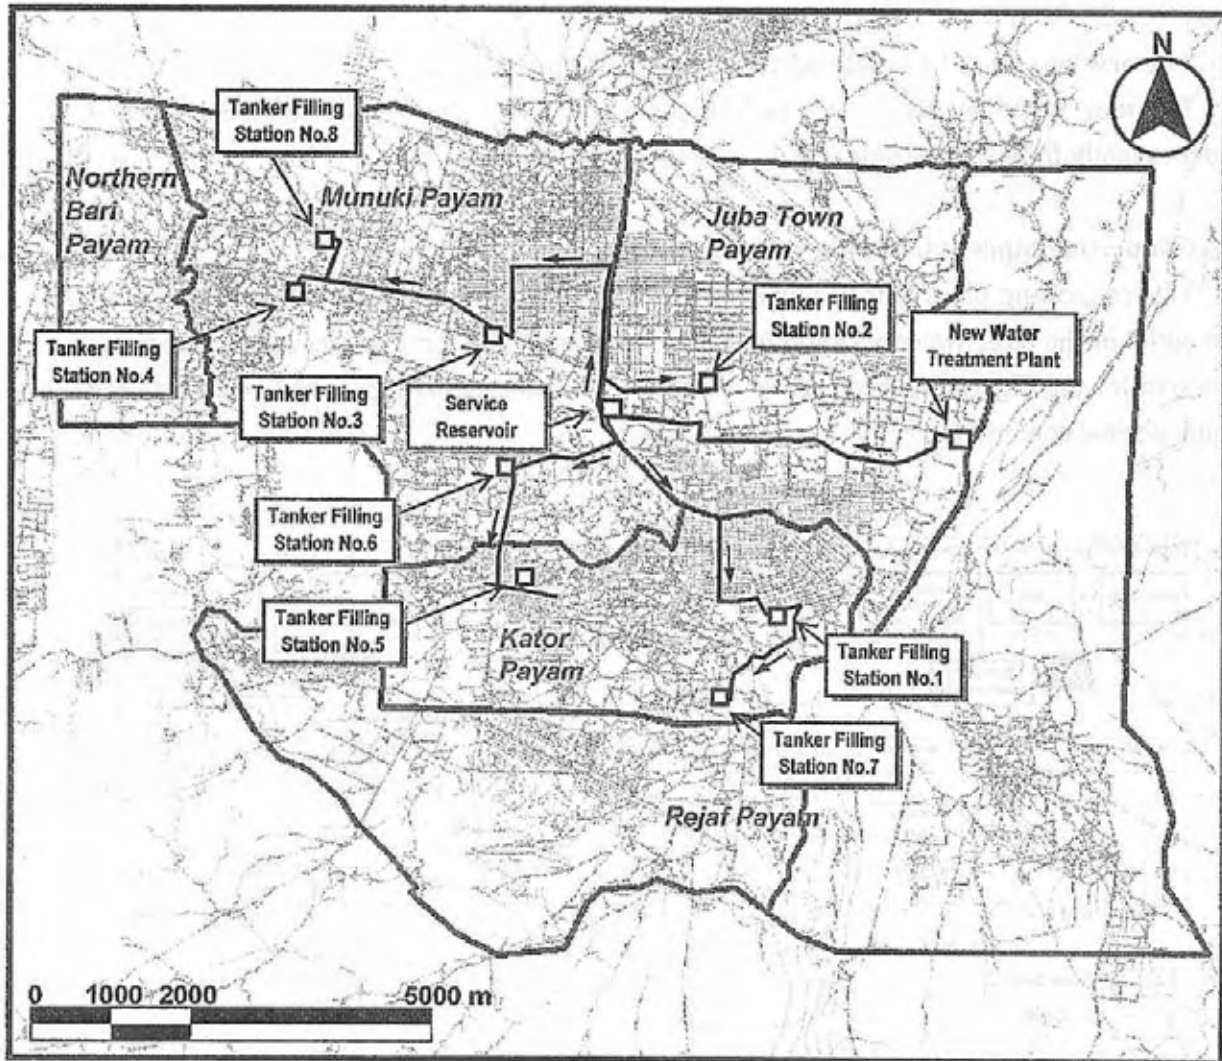 N
Tanker Filling
Station No.8
Northern
Bari
Payam
Munuki Payam
Juba Town
Payam
Tanker Filling
Station No.4
Tanker Filling
Station No.3
Service
Reservoir
Tanker Filling
Station No.2
New Water
Treatment Plant
Tanker Filling
Station No.6
Tanker Filling
Station No.5
Kator
Payam
Tanker Filling
Station No.1
Tanker Filling
Station No.7
Rejaf Payam
0 1000 2000 5000 m